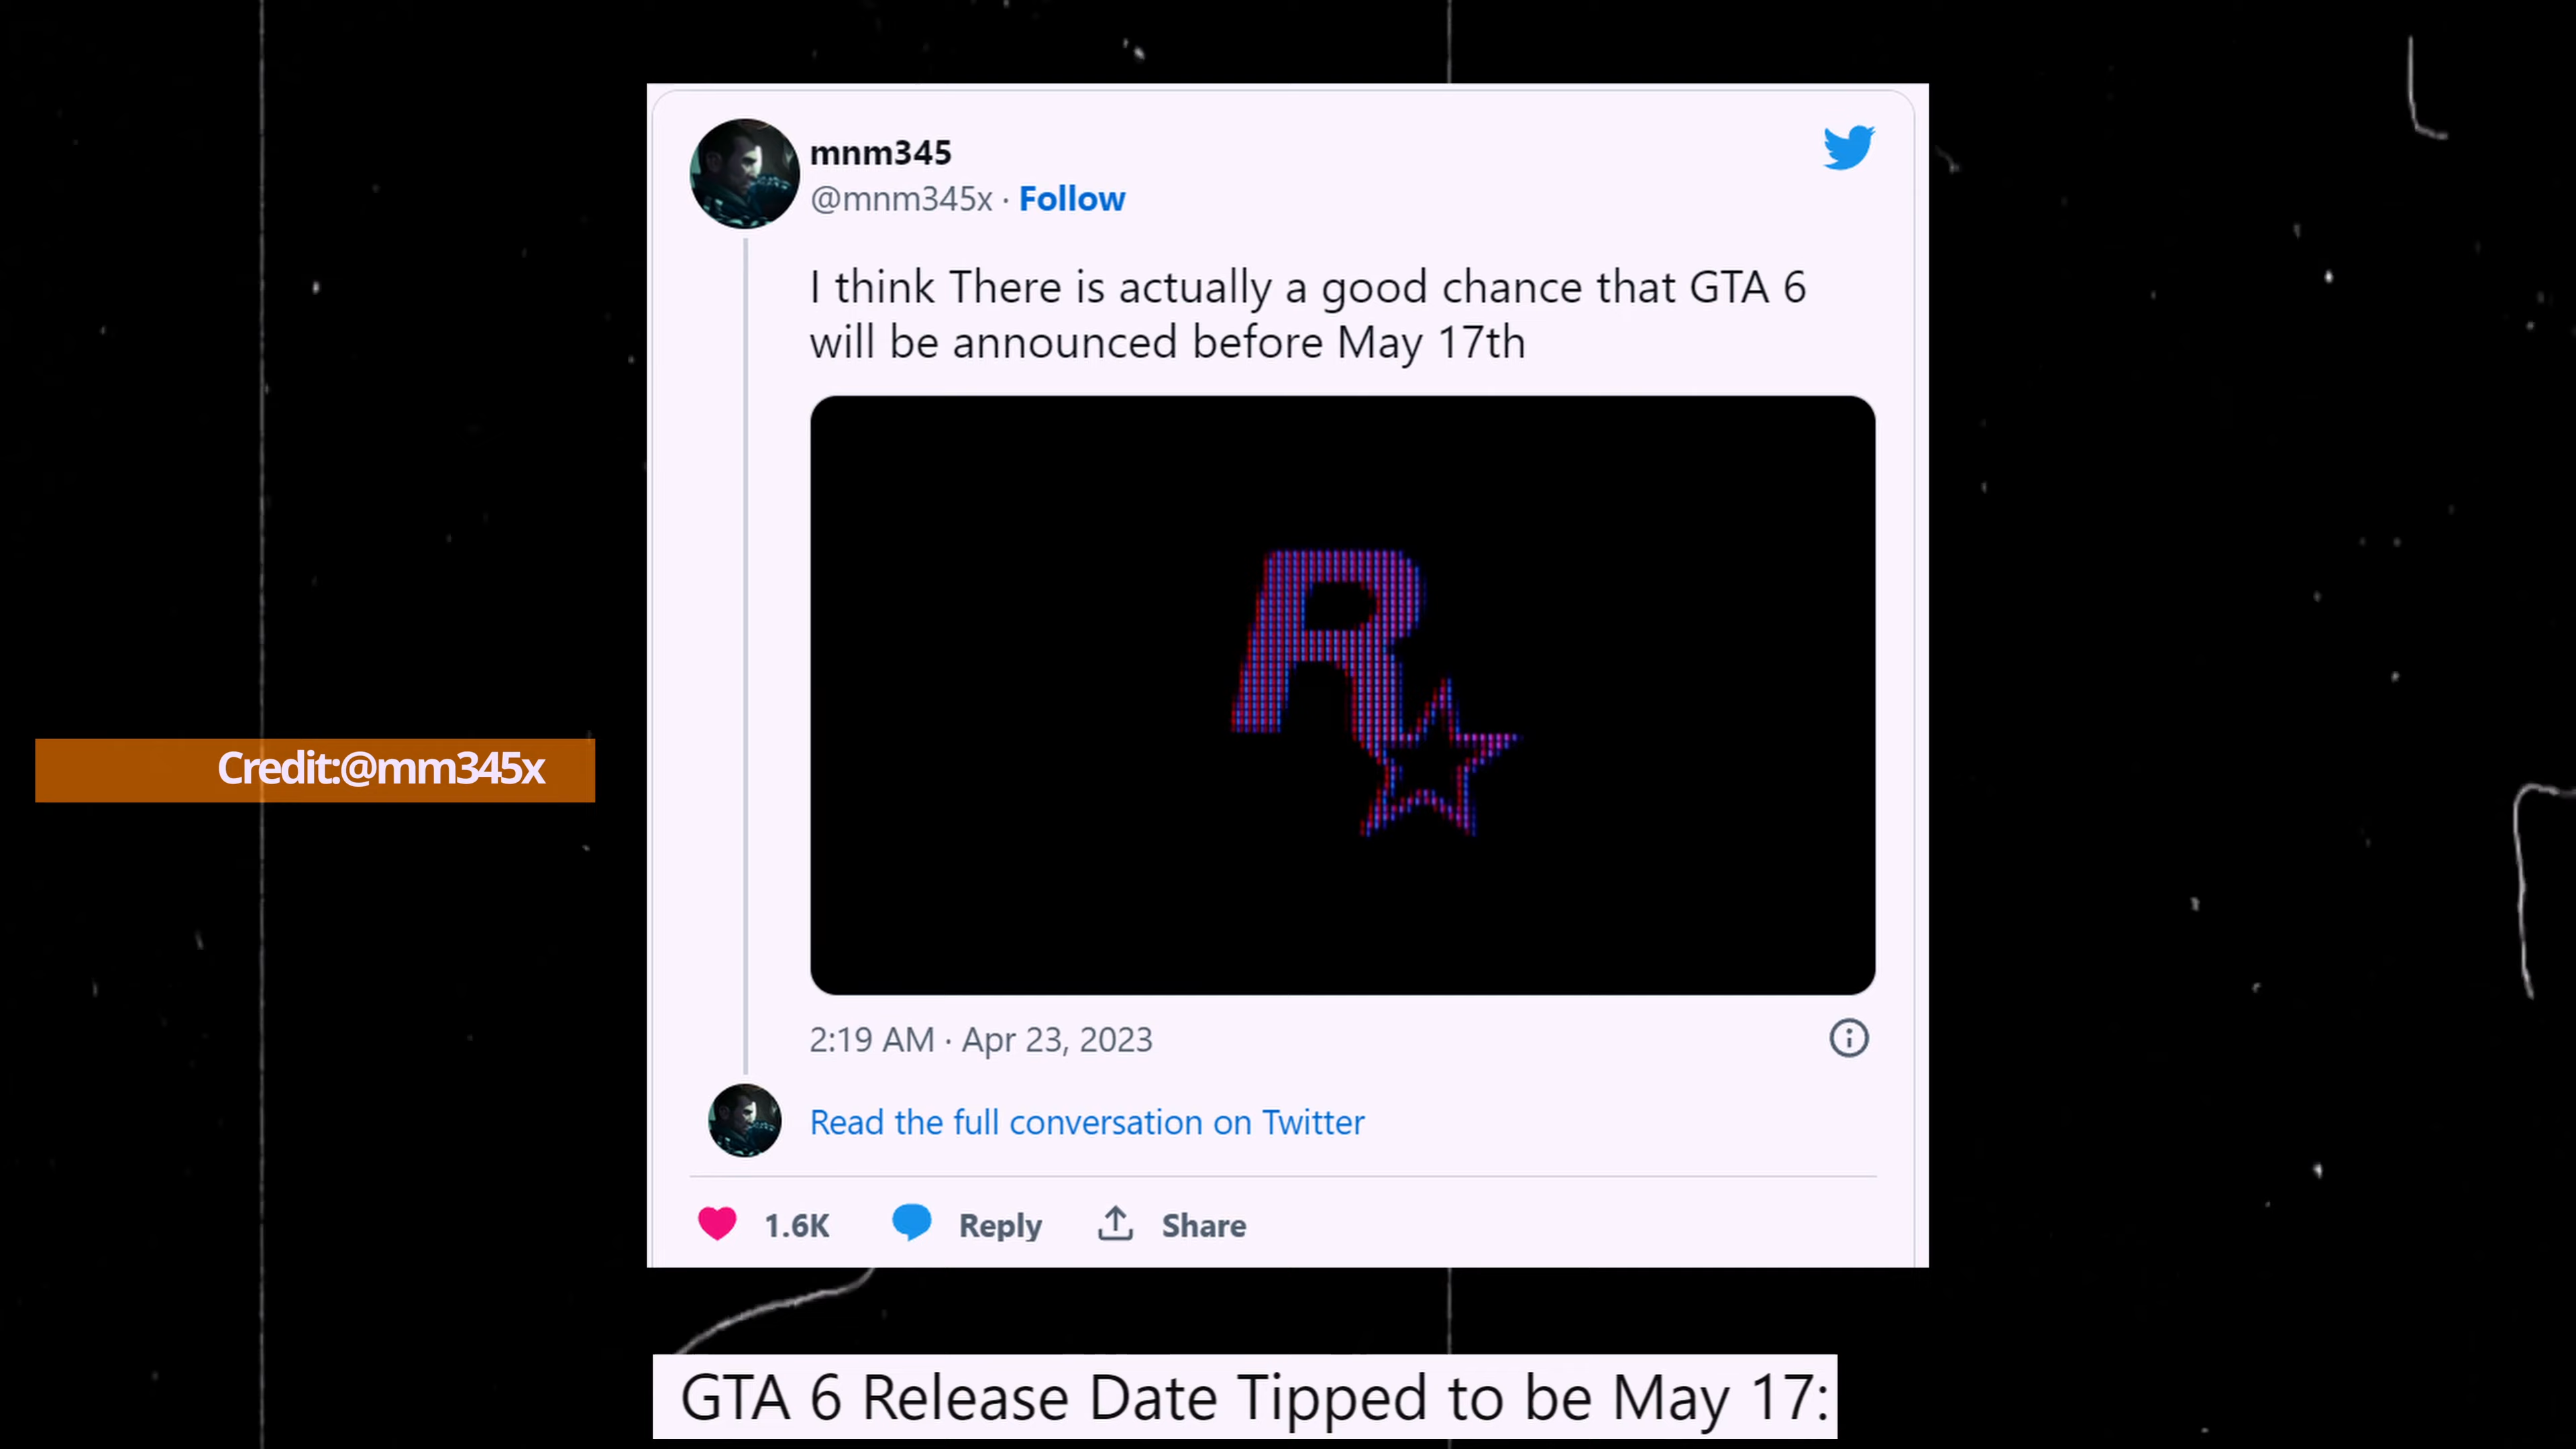 mnm345
@mnm345x · Follow
I think There is actually a good chance that GTA 6
will be announced before May 17th
R
Credit:@mm345x
2:19 AM · Apr 23, 2023
Read the full conversation on Twitter
1.6K Reply Share
GTA 6 Release Date Tipped to be May 17: